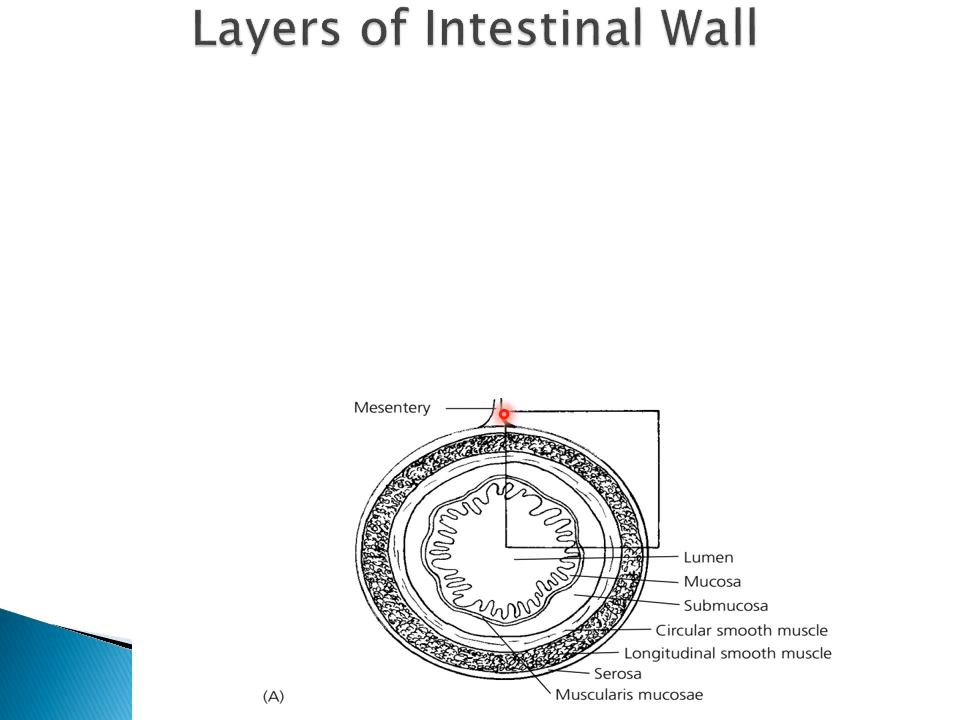 Layers of Intestinal Wall
Mesentery
Lumen
Mucosa
Submucosa
Circular smooth muscle
Longitudinal smooth muscle
Serosa
Muscularis mucosae
(A)